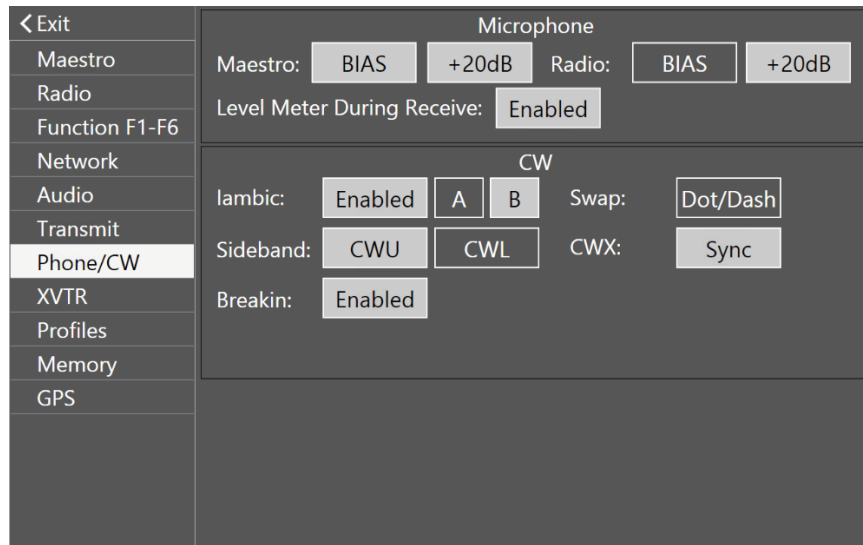 Exit
Maestro
Radio
Function F1-F6
Network
Audio
Transmit
Phone/CW
XVTR
Profiles
Memory
GPS
Microphone
Maestro: BIAS +20dB Radio: BIAS +20dB
Level Meter During Receive: Enabled
CW
Iambic: Enabled A B Swap: Dot/Dash
Sideband: CWU CWL CWX: Sync
Breakin: Enabled